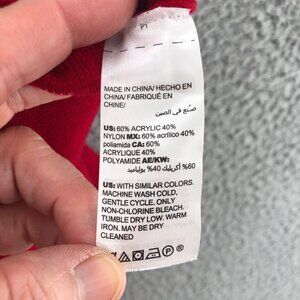 P1
MADE IN CHINA/ HECHO EN
CHINA/ FABRIQUÉ EN
CHINE/
صنع فى الصين
US: 60% ACRYLIC 40%
NYLON MX: 60% acrílico 40%
poliamida CA: 60%
ACRYLIQUE 40%
POLYAMIDE AE/KW:
60% أكريليك 40% بولياميد
US: WITH SIMILAR COLORS.
MACHINE WASH COLD,
GENTLE CYCLE. ONLY
NON-CHLORINE BLEACH.
TUMBLE DRY LOW. WARM
IRON. MAY BE DRY
CLEANED